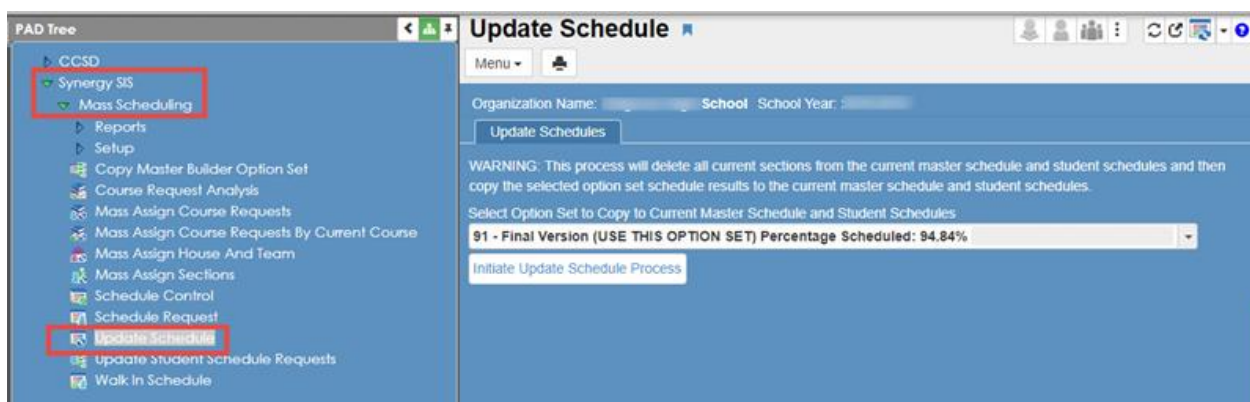 PAD Tree
CCSD
Synergy SIS
Mass Scheduling
Reports
Setup
Copy Master Builder Option Set
Course Request Analysis
Mass Assign Course Requests
Mass Assign Course Requests By Current Course
Mass Assign House And Team
Mass Assign Sections
Schedule Control
Schedule Request
Update Schedule
Update Student Schedule Requests
Walk In Schedule
Update Schedule
Menu
Organization Name: School School Year:
Update Schedules
WARNING: This process will delete all current sections from the current master schedule and student schedules and then
copy the selected option set schedule results to the current master schedule and student schedules.
Select Option Set to Copy to Current Master Schedule and Student Schedules
91 - Final Version (USE THIS OPTION SET) Percentage Scheduled: 94.84%
Initiate Update Schedule Process